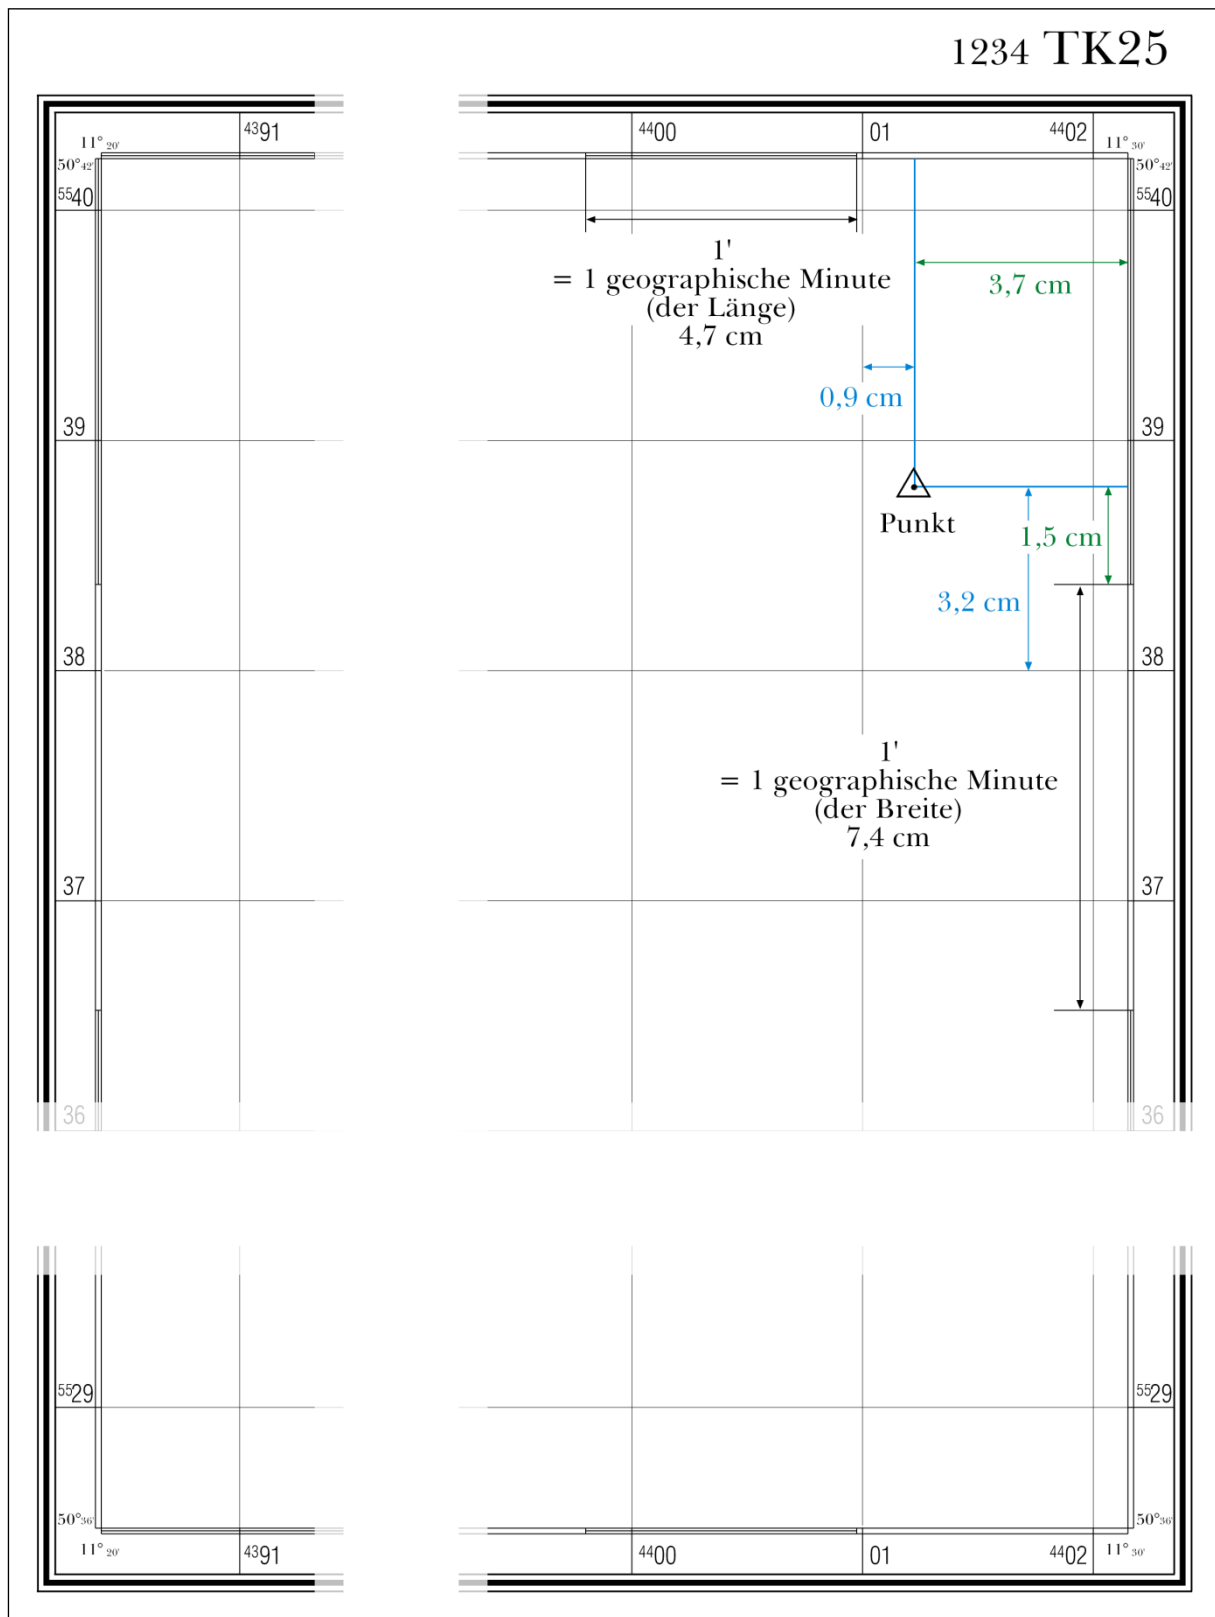 1234 TK25
4391 4400 01 4402
11° 20' 11° 30'
50° 42' 50° 42'
5540 5540
1'
= 1 geographische Minute
(der Länge)
4,7 cm
3,7 cm
0,9 cm
39 39
Punkt
1,5 cm
3,2 cm
38 38
1'
= 1 geographische Minute
(der Breite)
7,4 cm
37 37
36 36
5529 5529
50° 36' 50° 36'
11° 20' 11° 30'
4391 4400 01 4402